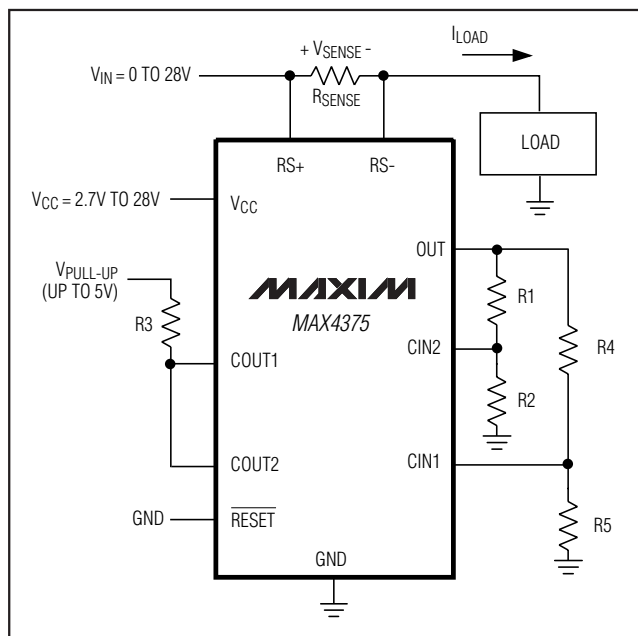 + VSENSE -
ILOAD
VIN = 0 TO 28V
RSENSE
RS+
RS-
LOAD
VCC = 2.7V TO 28V
VCC
OUT
VPULL-UP
(UP TO 5V)
MAXIM
R1
R3
MAX4375
CIN2
R4
COUT1
R2
COUT2
CIN1
GND
RESET
R5
GND